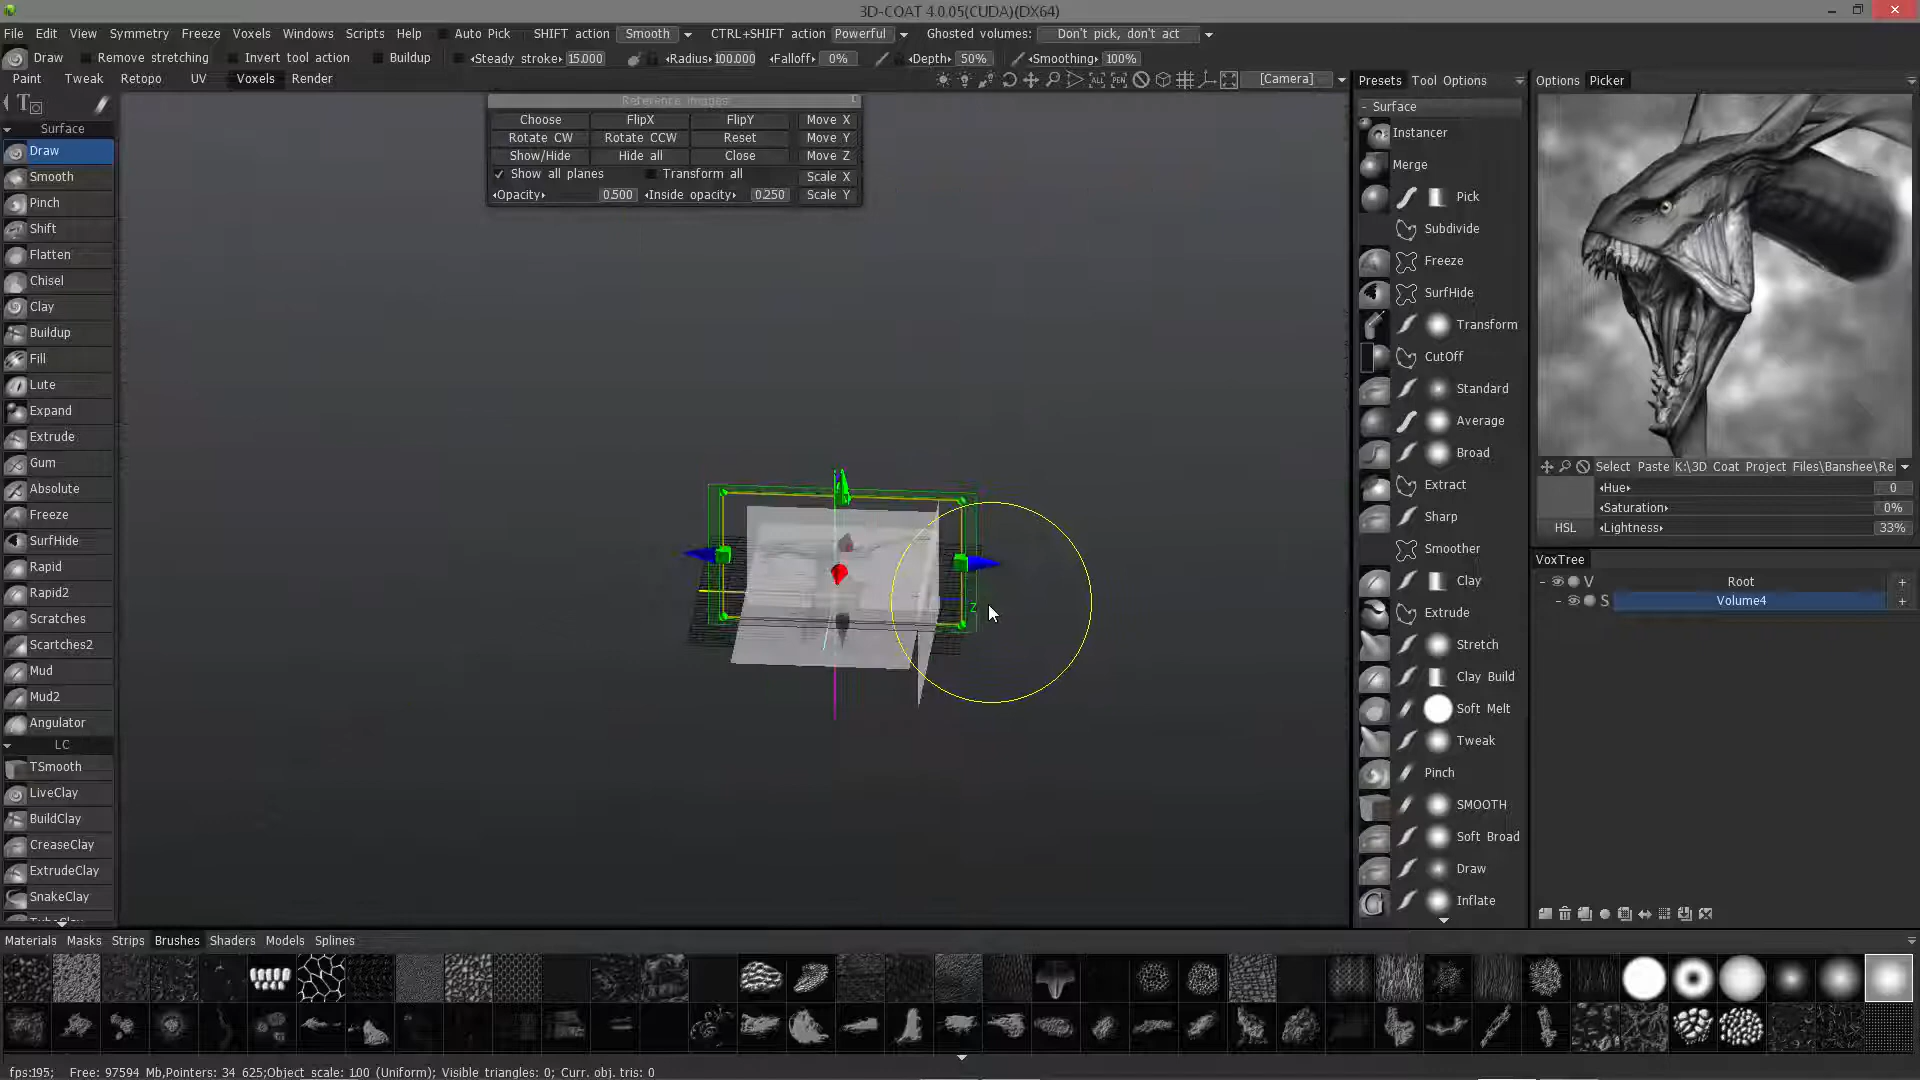 3D-COAT 4.0.05(CUDA)(DX64)
File Edit View Symmetry Freeze Voxels Windows Scripts Help Auto Pick SHIFT action Smooth CTRL+SHIFT action Powerful Ghosted volumes: Don't pick, don't act
Draw Remove stretching Invert tool action Buildup Steady stroke 15.000 Radius 100.000 Falloff 0% Depth 50% Smoothing 100%
Paint Tweak Retopo UV Voxels Render [Camera]
Presets Tool Options
Options Picker
Surface
Draw
Smooth
Pinch
Shift
Flatten
Chisel
Clay
Buildup
Fill
Lute
Expand
Extrude
Gum
Absolute
Freeze
SurfHide
Rapid
Rapid2
Scratches
Scartches2
Mud
Mud2
Angulator
LC
TSmooth
LiveClay
BuildClay
CreaseClay
ExtrudeClay
SnakeClay
Reference images
Choose FlipX FlipY Move X
Rotate CW Rotate CCW Reset Move Y
Show/Hide Hide all Close Move Z
Show all planes Transform all Scale X
Opacity 0.500 Inside opacity 0.250 Scale Y
Z
- Surface
Instancer
Merge
Pick
Subdivide
Freeze
SurfHide
Transform
CutOff
Standard
Average
Broad
Extract
Sharp
Smoother
Clay
Extrude
Stretch
Clay Build
Soft Melt
Tweak
Pinch
SMOOTH
Soft Broad
Draw
Inflate
Select Paste K:\3D Coat Project Files\Banshee\Re
Hue 0
Saturation 0%
HSL Lightness 33%
VoxTree
- V Root +
- S Volume4 +
Materials Masks Strips Brushes Shaders Models Splines
fps:195; Free: 97594 Mb,Pointers: 34 625;Object scale: 100 (Uniform); Visible triangles: 0; Curr. obj. tris: 0